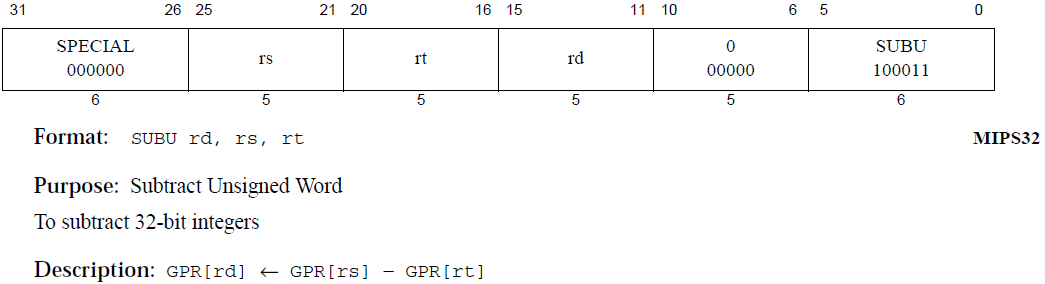 31 26 25 21 20 16 15 11 10 6 5 0
SPECIAL 0 SUBU
rs rt rd
000000 00000 100011
6 5 5 5 5 6
Format: SUBU rd, rs, rt MIPS32
Purpose: Subtract Unsigned Word
To subtract 32-bit integers
Description: GPR[rd] ← GPR[rs] − GPR[rt]